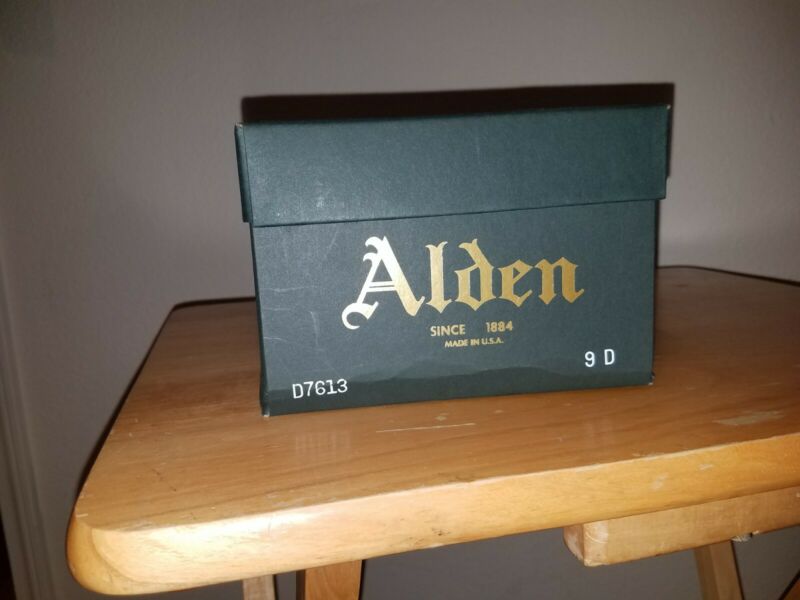 Alden
SINCE 1884
MADE IN U.S.A.
9 D
D7613